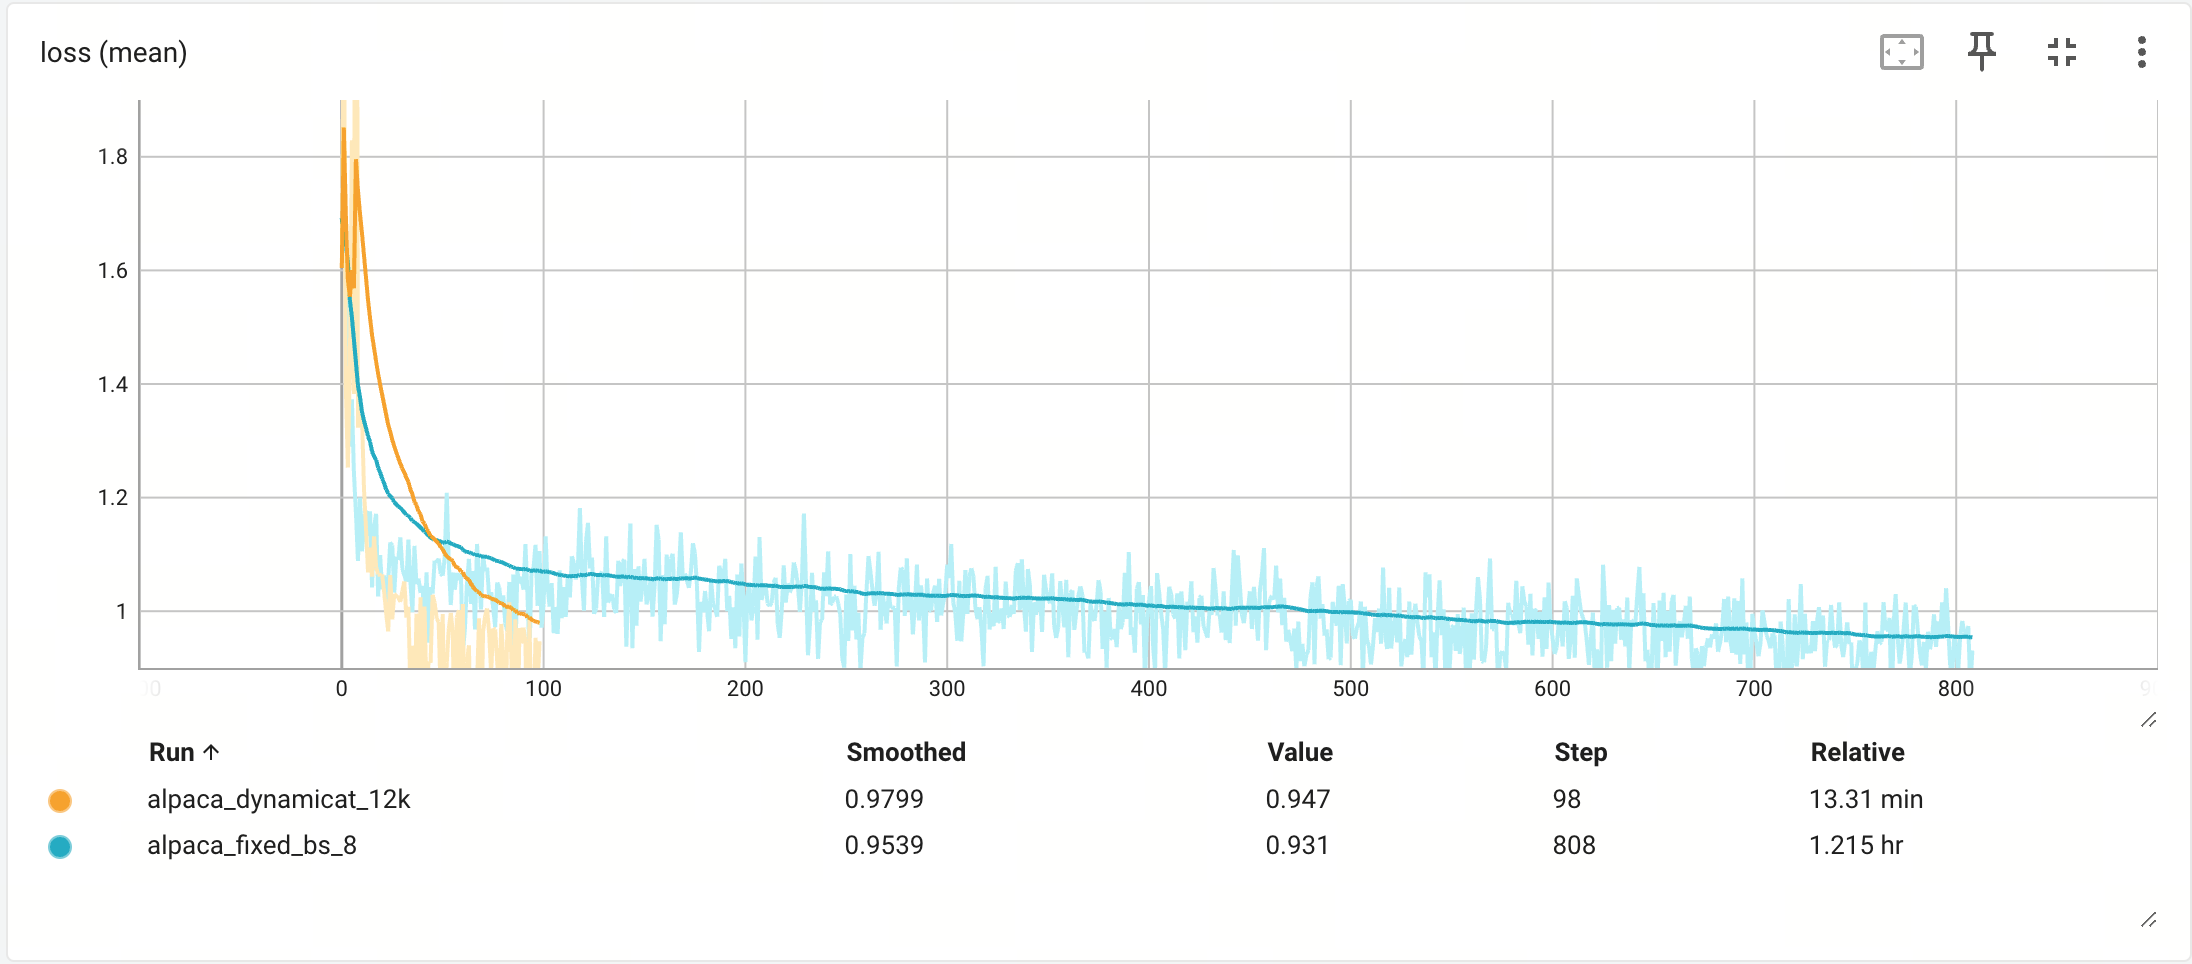 loss (mean)
1.8
1.6
1.4
1.2
1
0 100 200 300 400 500 600 700 800
Run ↑ Smoothed Value Step Relative
alpaca_dynamicat_12k 0.9799 0.947 98 13.31 min
alpaca_fixed_bs_8 0.9539 0.931 808 1.215 hr